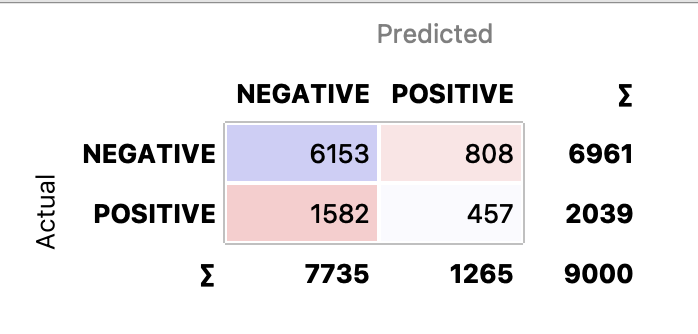 Predicted
NEGATIVE POSITIVE Σ
NEGATIVE 6153 808 6961
Actual
POSITIVE 1582 457 2039
Σ 7735 1265 9000